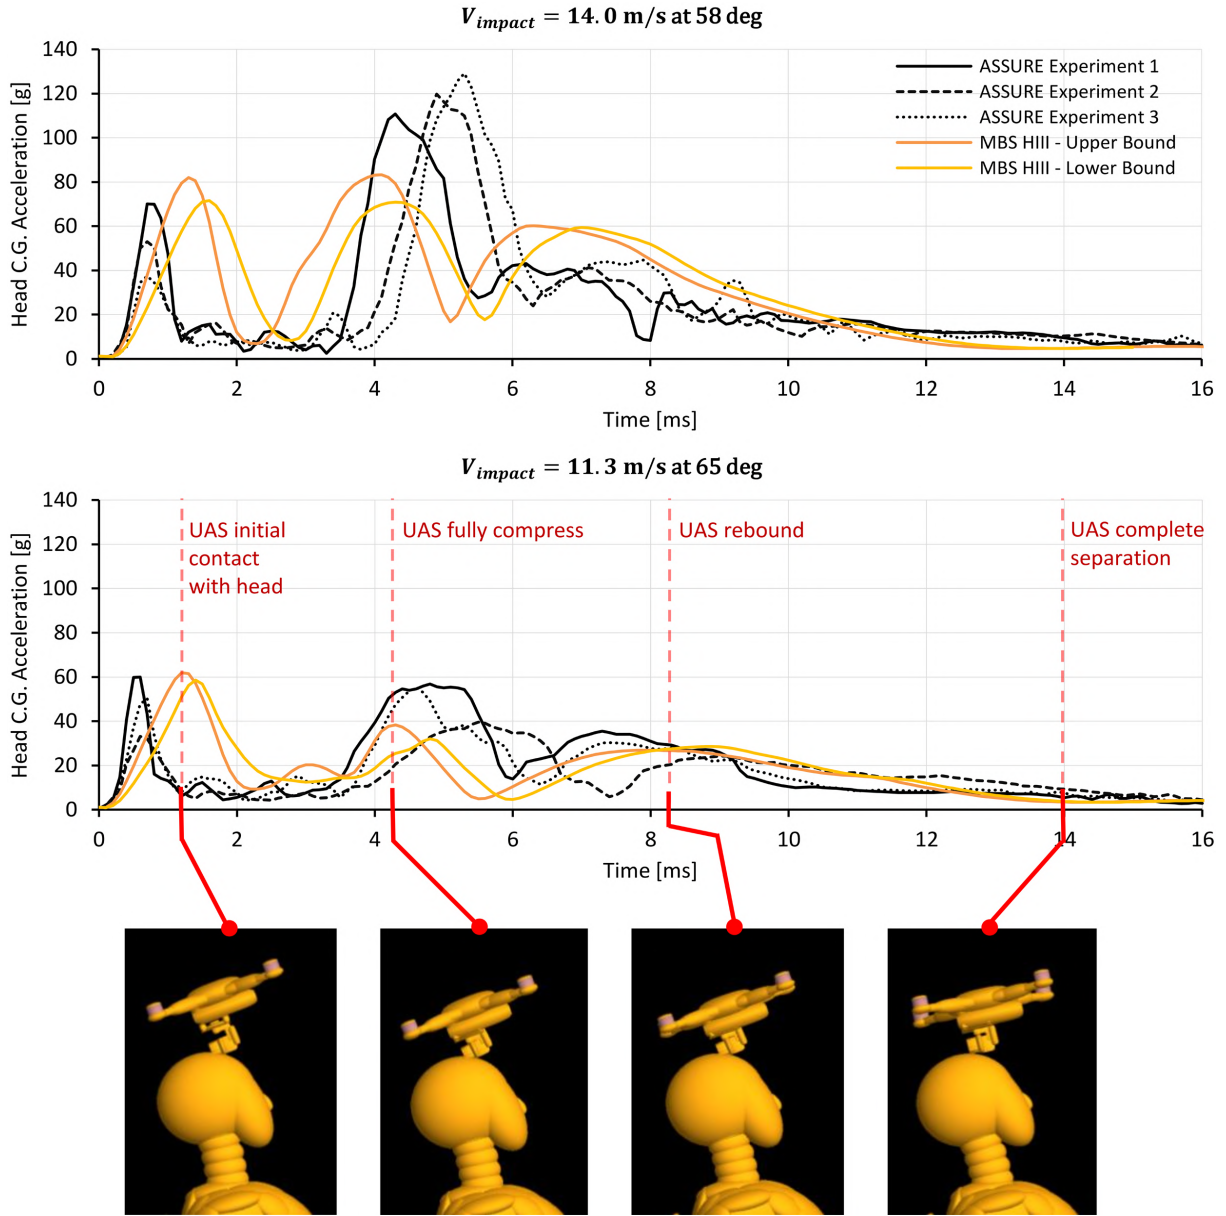 V_impact = 14.0 m/s at 58 deg
140
120
100
80
60
40
20
0
Head C.G. Acceleration [g]
ASSURE Experiment 1
ASSURE Experiment 2
ASSURE Experiment 3
MBS HIII - Upper Bound
MBS HIII - Lower Bound
0 2 4 6 8 10 12 14 16
Time [ms]
V_impact = 11.3 m/s at 65 deg
140
120
100
80
60
40
20
0
Head C.G. Acceleration [g]
UAS initial
contact
with head
UAS fully compress
UAS rebound
UAS complete
separation
0 2 4 6 8 10 12 14 16
Time [ms]